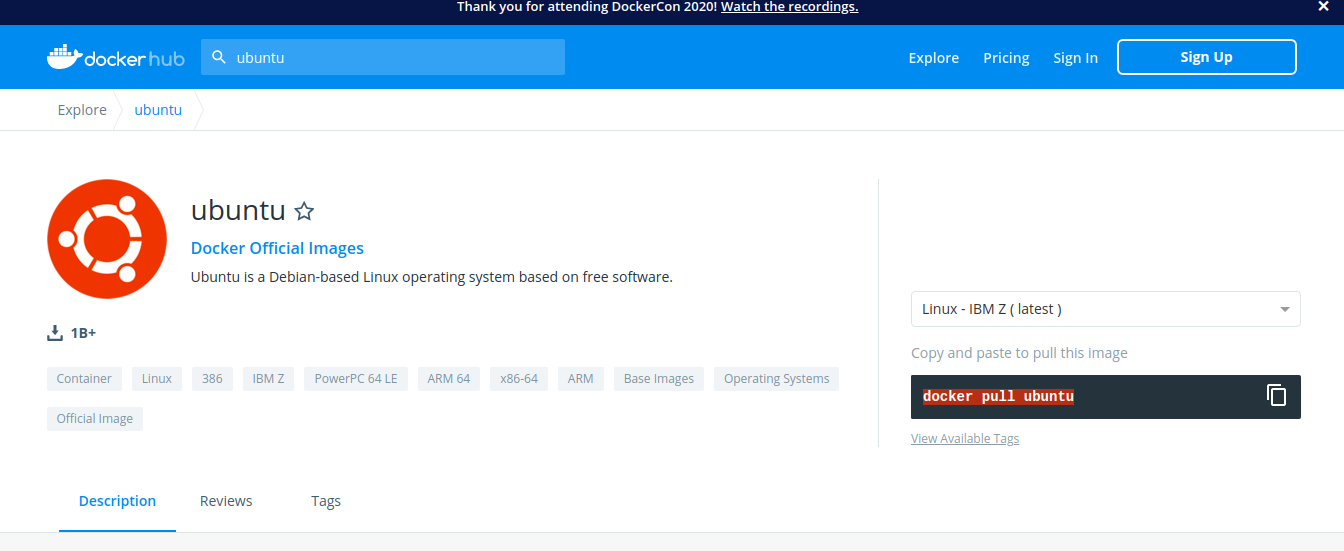 Thank you for attending DockerCon 2020! Watch the recordings.
dockerhub
ubuntu
Explore
Pricing
Sign In
Sign Up
Explore
ubuntu
ubuntu
Docker Official Images
Ubuntu is a Debian-based Linux operating system based on free software.
1B+
Container
Linux
386
IBM Z
PowerPC 64 LE
ARM 64
x86-64
ARM
Base Images
Operating Systems
Official Image
Linux - IBM Z ( latest )
Copy and paste to pull this image
docker pull ubuntu
View Available Tags
Description
Reviews
Tags